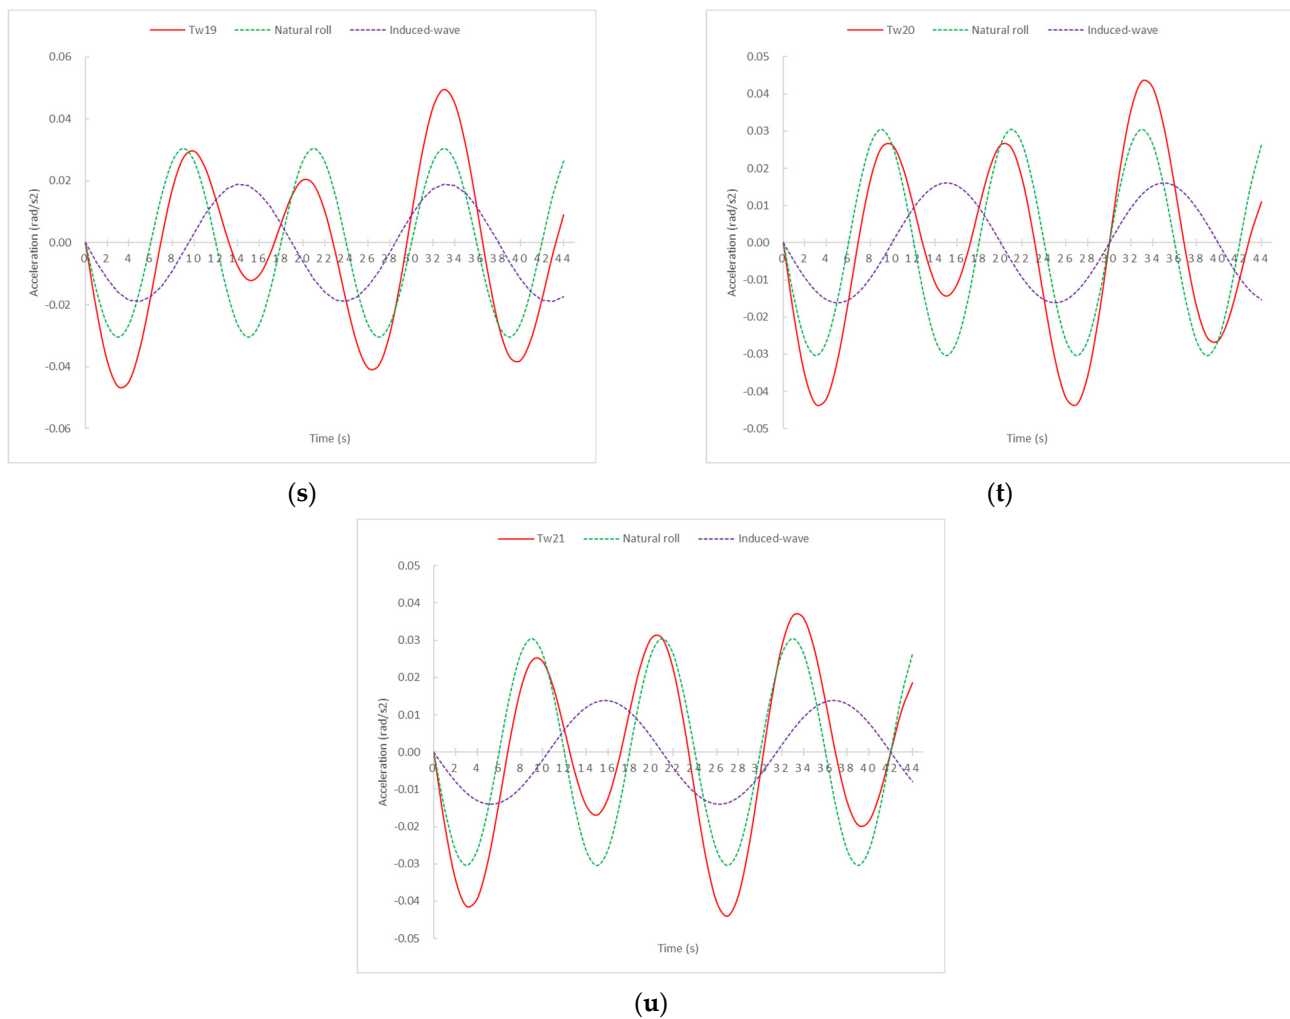 Tw19 Natural roll Induced-wave
0.06
0.04
0.02
0.00
-0.02
-0.04
-0.06
Acceleration (rad/s2)
0 2 4 6 8 10 12 14 16 18 20 22 24 26 28 30 32 34 36 38 40 42 44
Time (s)
(s)
Tw20 Natural roll Induced-wave
0.05
0.04
0.03
0.02
0.01
0.00
-0.01
-0.02
-0.03
-0.04
-0.05
Acceleration (rad/s2)
0 2 4 6 8 10 12 14 16 18 20 22 24 26 28 30 32 34 36 38 40 42 44
Time (s)
(t)
Tw21 Natural roll Induced-wave
0.05
0.04
0.03
0.02
0.01
0.00
-0.01
-0.02
-0.03
-0.04
-0.05
Acceleration (rad/s2)
0 2 4 6 8 10 12 14 16 18 20 22 24 26 28 30 32 34 36 38 40 42 44
Time (s)
(u)